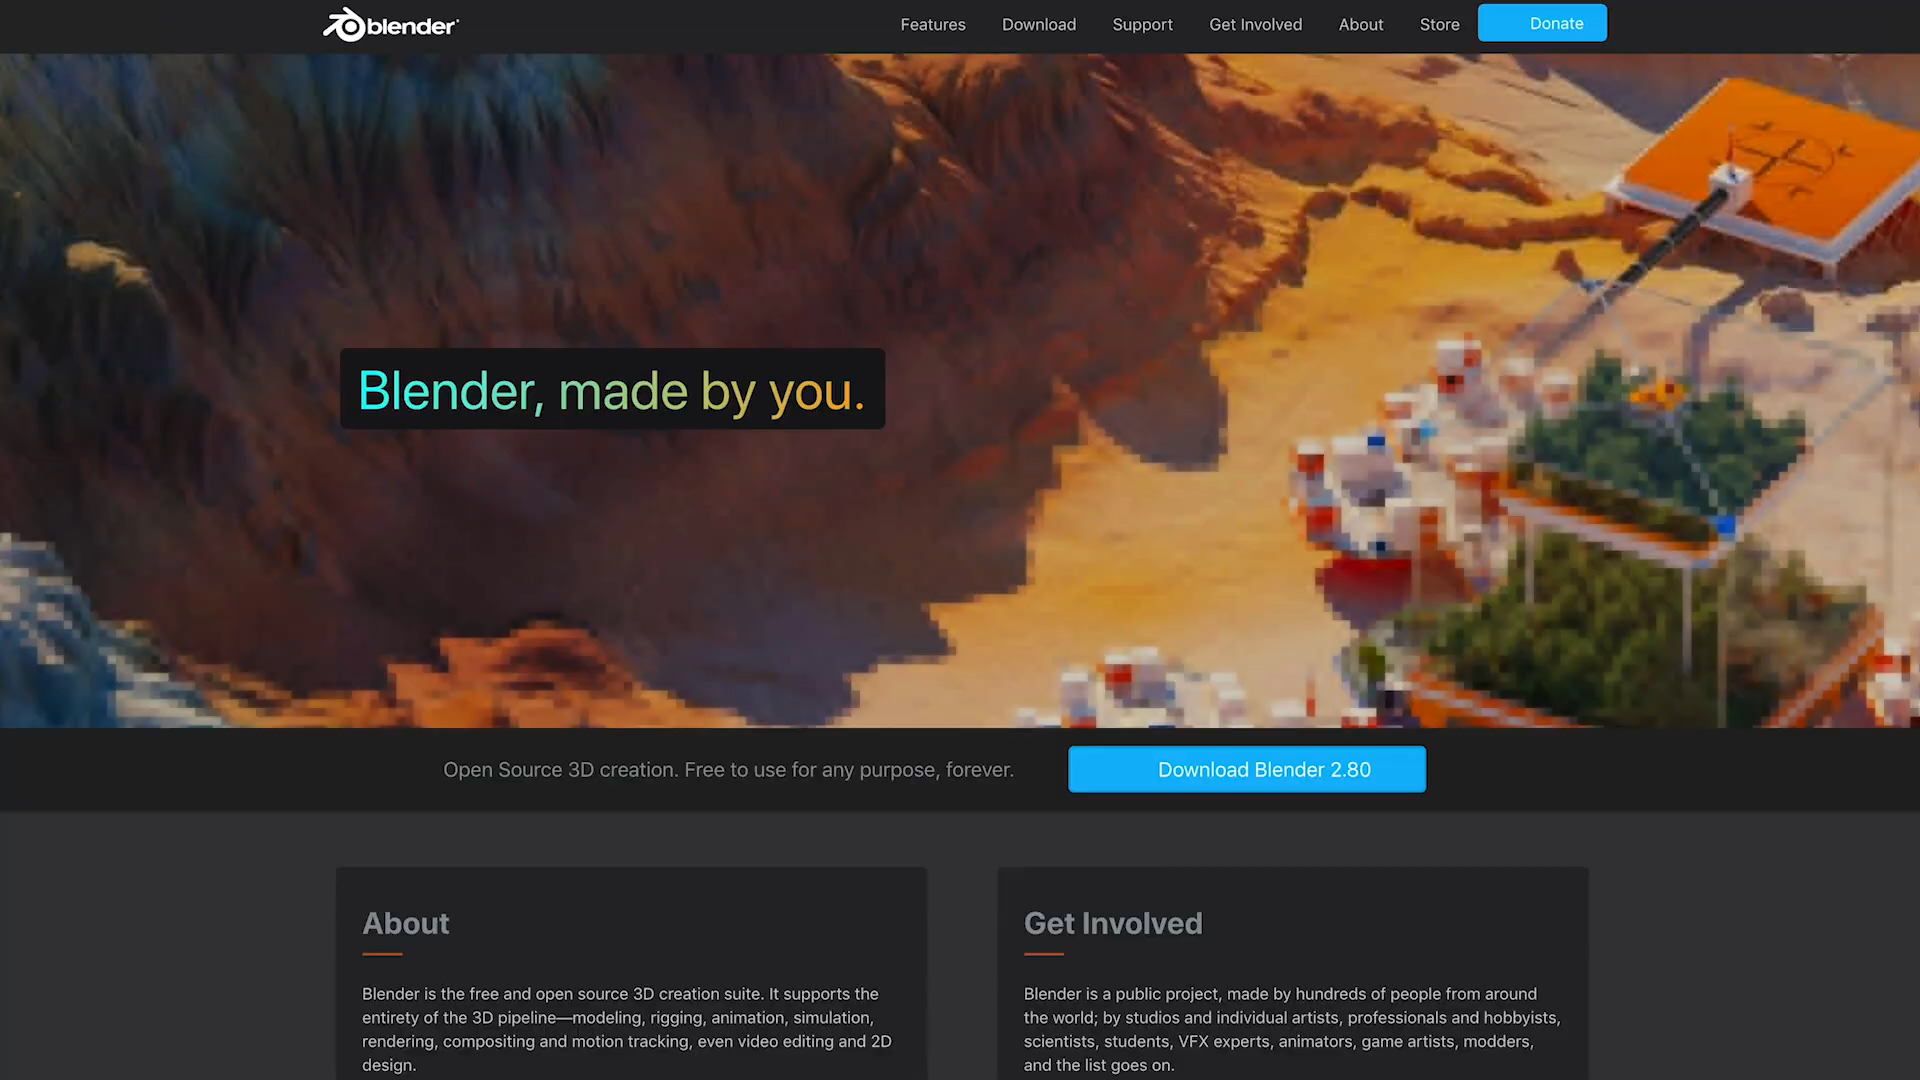 blender
Features
Download
Support
Get Involved
About
Store
Donate
Blender, made by you.
Open Source 3D creation. Free to use for any purpose, forever.
Download Blender 2.80
About
Blender is the free and open source 3D creation suite. It supports the
entirety of the 3D pipeline—modeling, rigging, animation, simulation,
rendering, compositing and motion tracking, even video editing and 2D
design.
Get Involved
Blender is a public project, made by hundreds of people from around
the world; by studios and individual artists, professionals and hobbyists,
scientists, students, VFX experts, animators, game artists, modders,
and the list goes on.